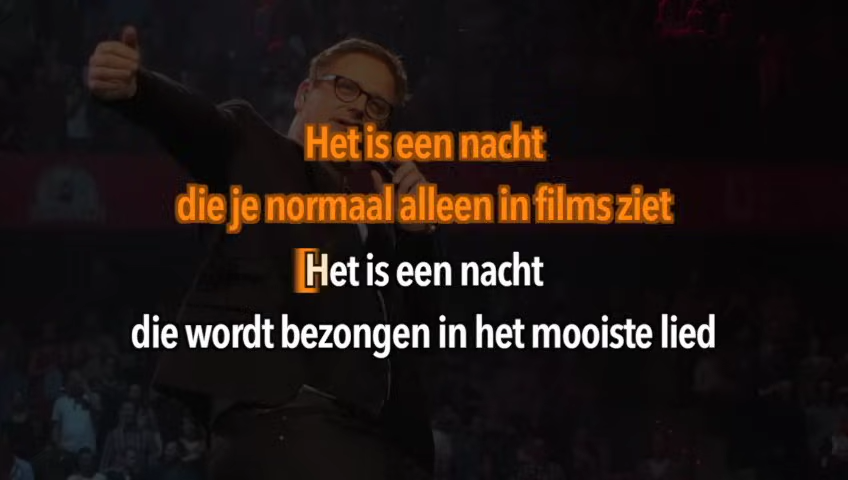 Het is een nacht
die je normaal alleen in films ziet
Het is een nacht
die wordt bezongen in het mooiste lied